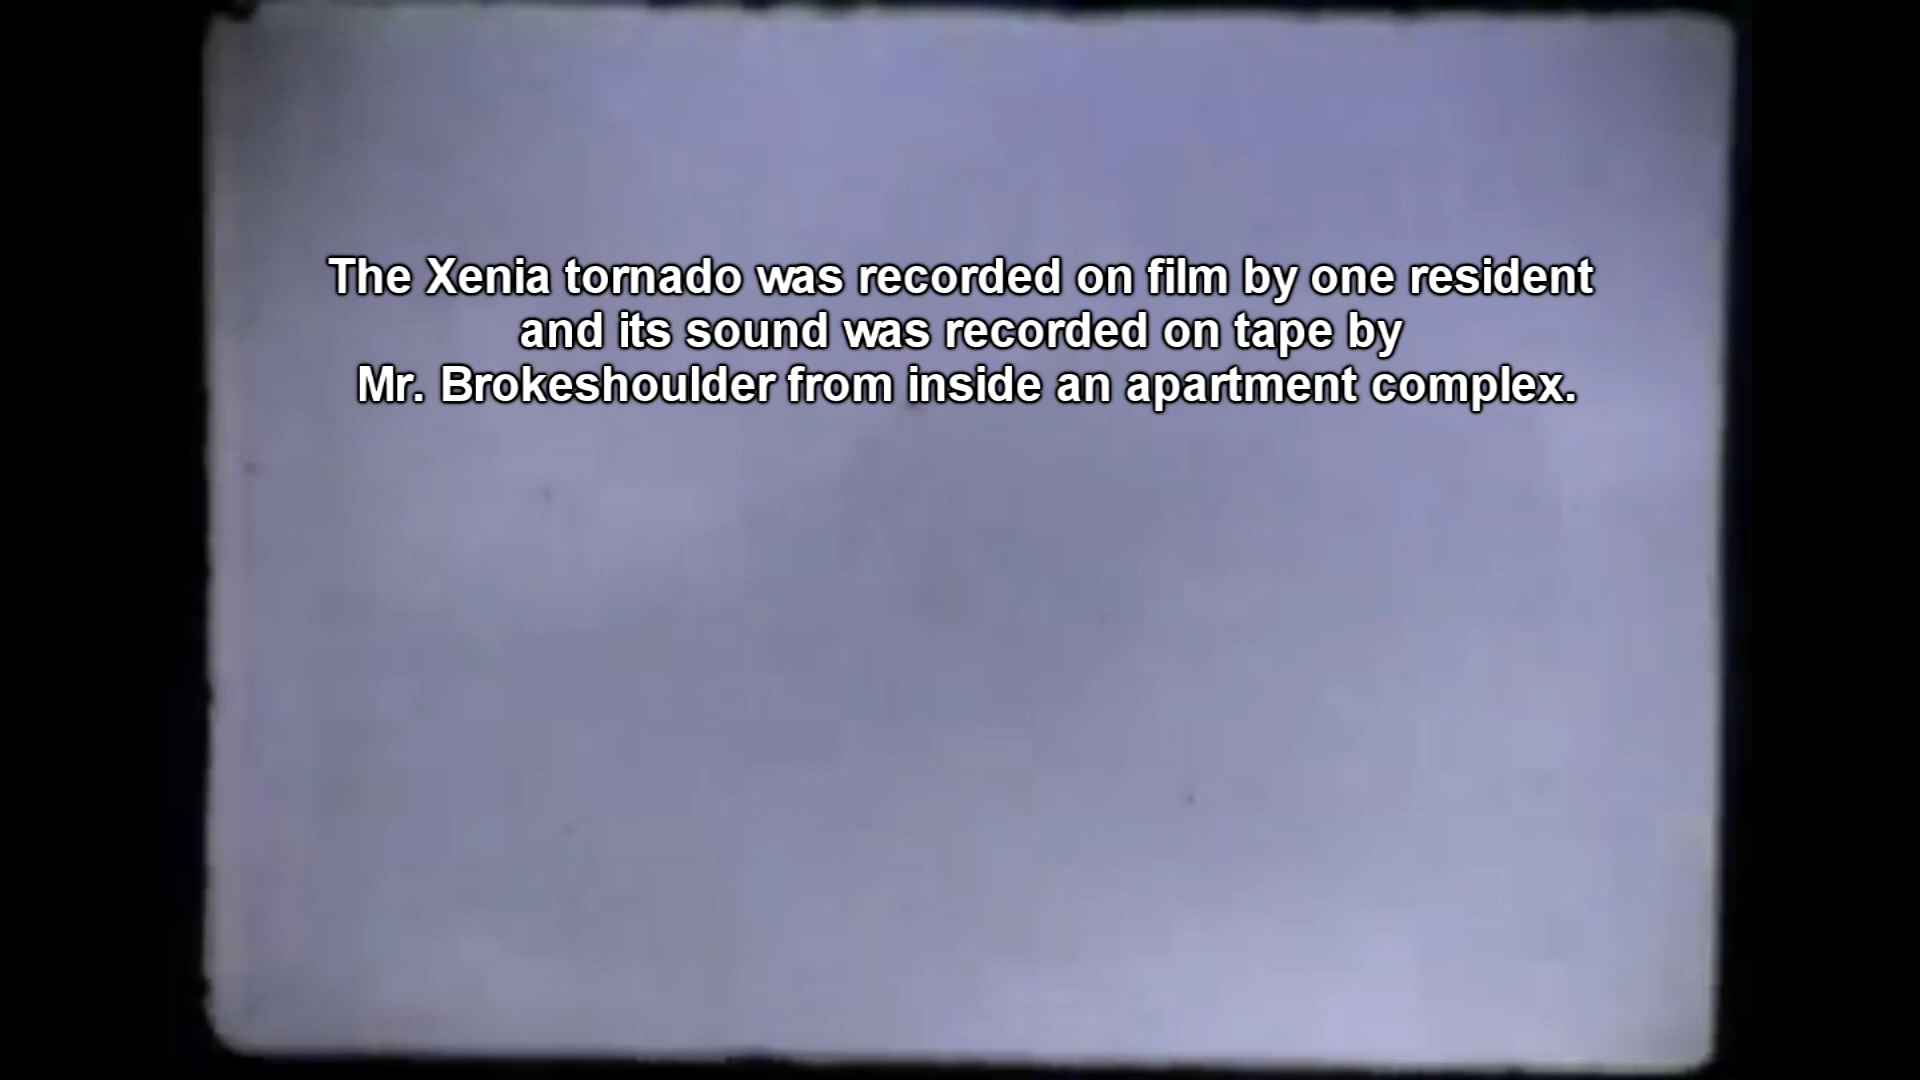 The Xenia tornado was recorded on film by one resident
and its sound was recorded on tape by
Mr. Brokeshoulder from inside an apartment complex.